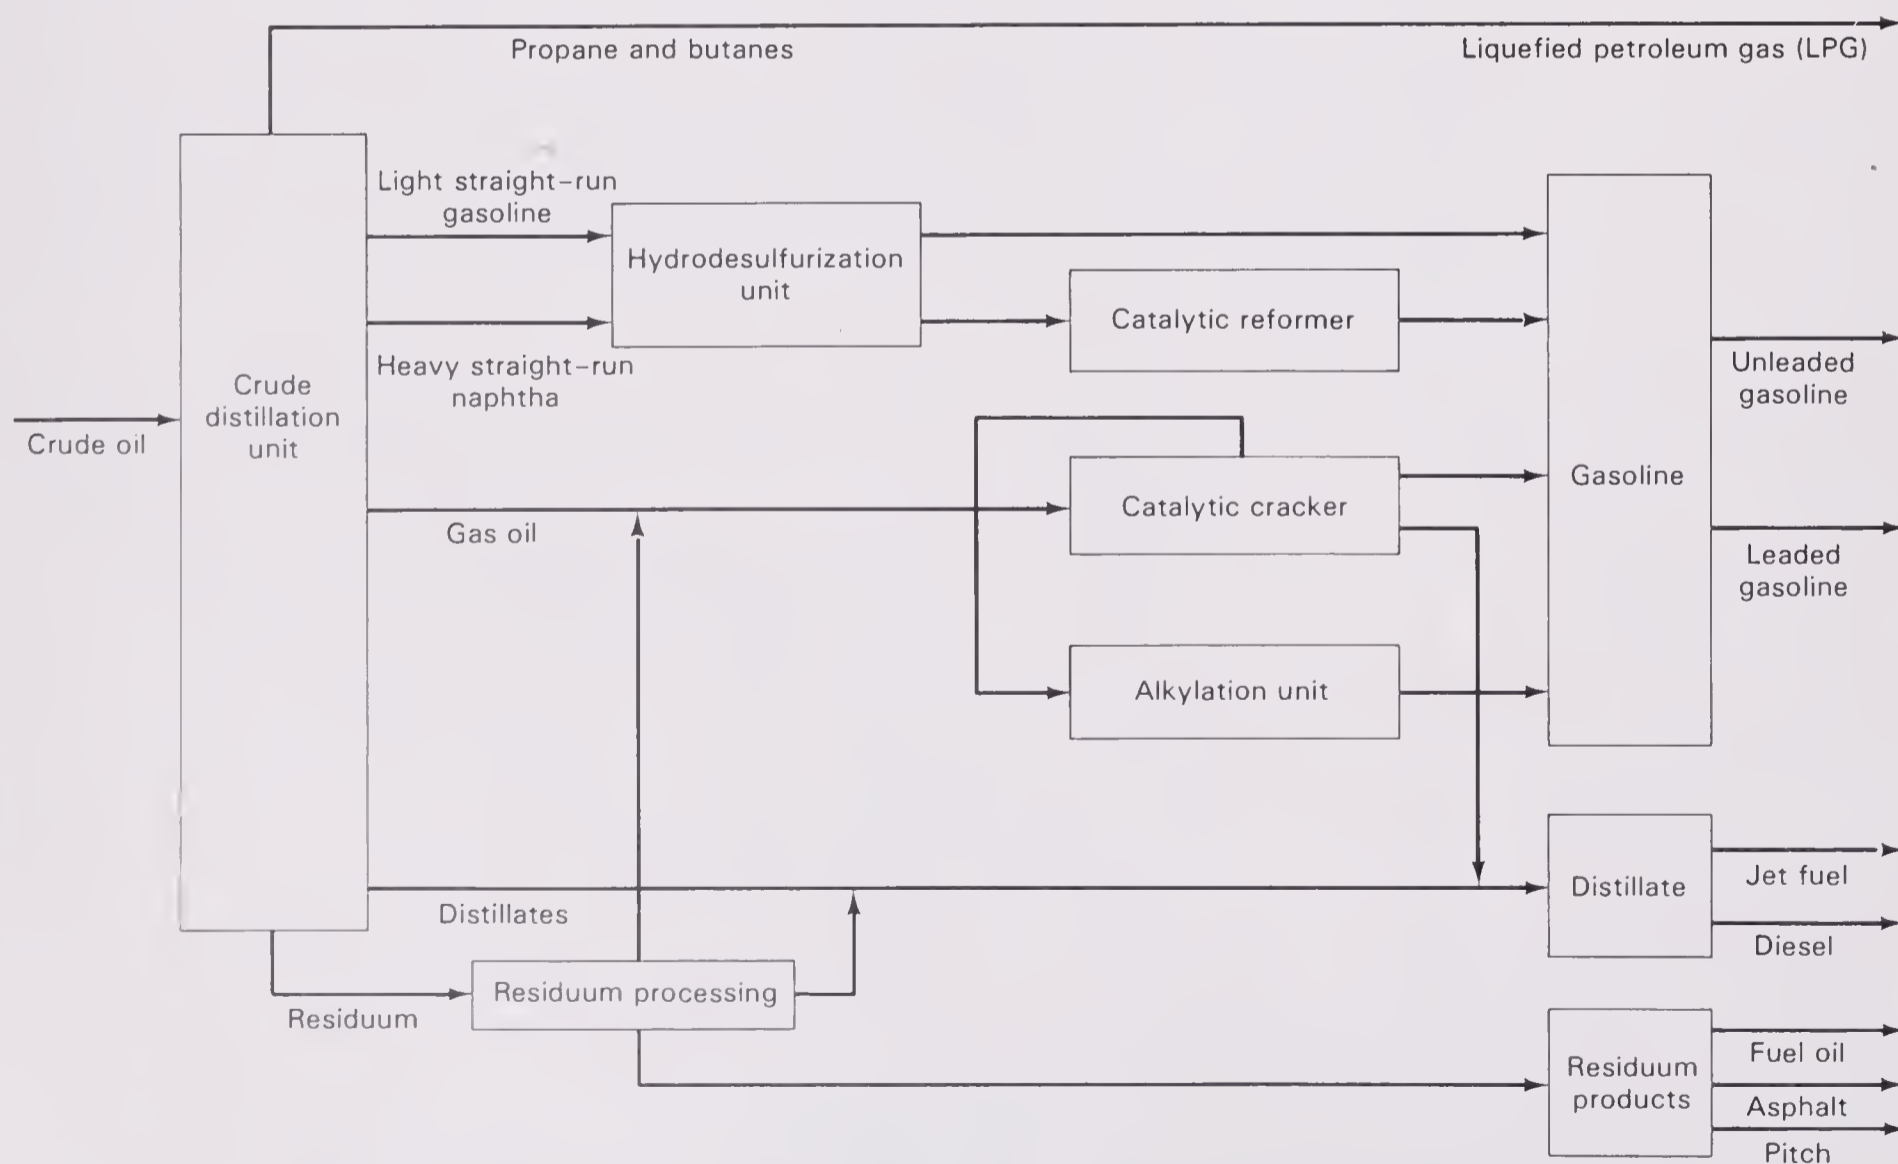 Propane and butanes
Liquefied petroleum gas (LPG)
Light straight-run
gasoline
Hydrodesulfurization
unit
Catalytic reformer
Heavy straight-run
naphtha
Unleaded
gasoline
Crude
distillation
unit
Crude oil
Gas oil
Catalytic cracker
Gasoline
Leaded
gasoline
Alkylation unit
Distillates
Distillate
Jet fuel
Diesel
Residuum
Residuum processing
Residuum
products
Fuel oil
Asphalt
Pitch